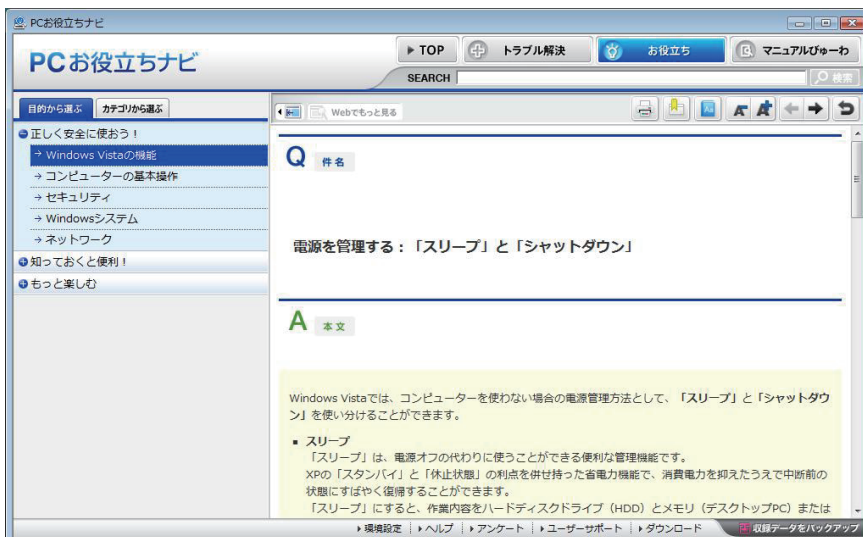 PCお役立ちナビ
PCお役立ちナビ
TOP
トラブル解決
お役立ち
マニュアルびゅーわ
SEARCH
検索
目的から選ぶ
カテゴリから選ぶ
Webでもっと見る
正しく安全に使おう!
→ Windows Vistaの機能
→ コンピューターの基本操作
→ セキュリティ
→ Windowsシステム
→ ネットワーク
知っておくと便利!
もっと楽しむ
Q 件名
電源を管理する:「スリープ」と「シャットダウン」
A 本文
Windows Vistaでは、コンピューターを使わない場合の電源管理方法として、「スリープ」と「シャットダウ
ン」を使い分けることができます。
■ スリープ
「スリープ」は、電源オフの代わりに使うことができる便利な管理機能です。
XPの「スタンバイ」と「休止状態」の利点を併せ持った省電力機能で、消費電力を抑えたうえで中断前の
状態にすばやく復帰することができます。
「スリープ」にすると、作業内容をハードディスクドライブ(HDD)とメモリ(デスクトップPC)または
環境設定
ヘルプ
アンケート
ユーザーサポート
ダウンロード
収録データをバックアップ